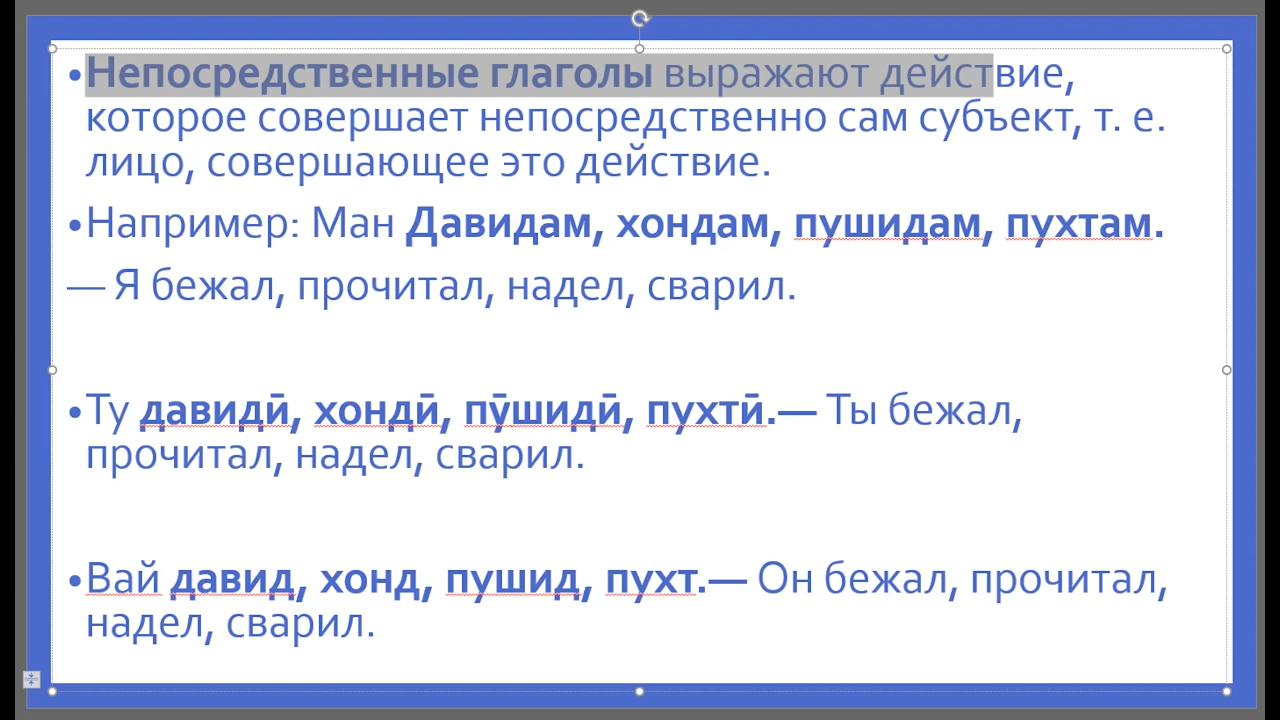 •Непосредственные глаголы выражают действие,
которое совершает непосредственно сам субъект, т. е.
лицо, совершающее это действие.
•Например: Ман Давидам, хондам, пушидам, пухтам.
— Я бежал, прочитал, надел, сварил.
•Ту давидӣ, хондӣ, пӯшидӣ, пухтӣ.— Ты бежал,
прочитал, надел, сварил.
•Вай давид, хонд, пушид, пухт.— Он бежал, прочитал,
надел, сварил.